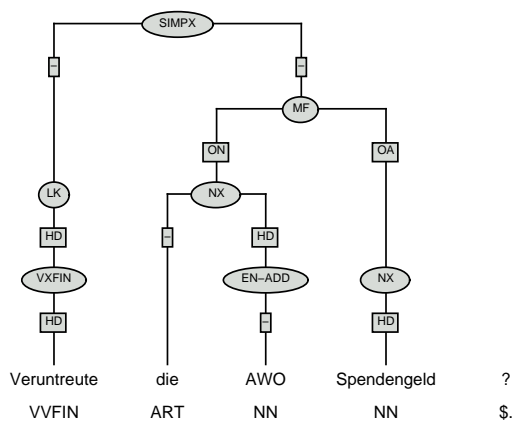 SIMPX
– –
MF
ON OA
LK NX
HD – HD
VXFIN EN–ADD NX
HD – HD
Veruntreute die AWO Spendengeld ?
VVFIN ART NN NN $.